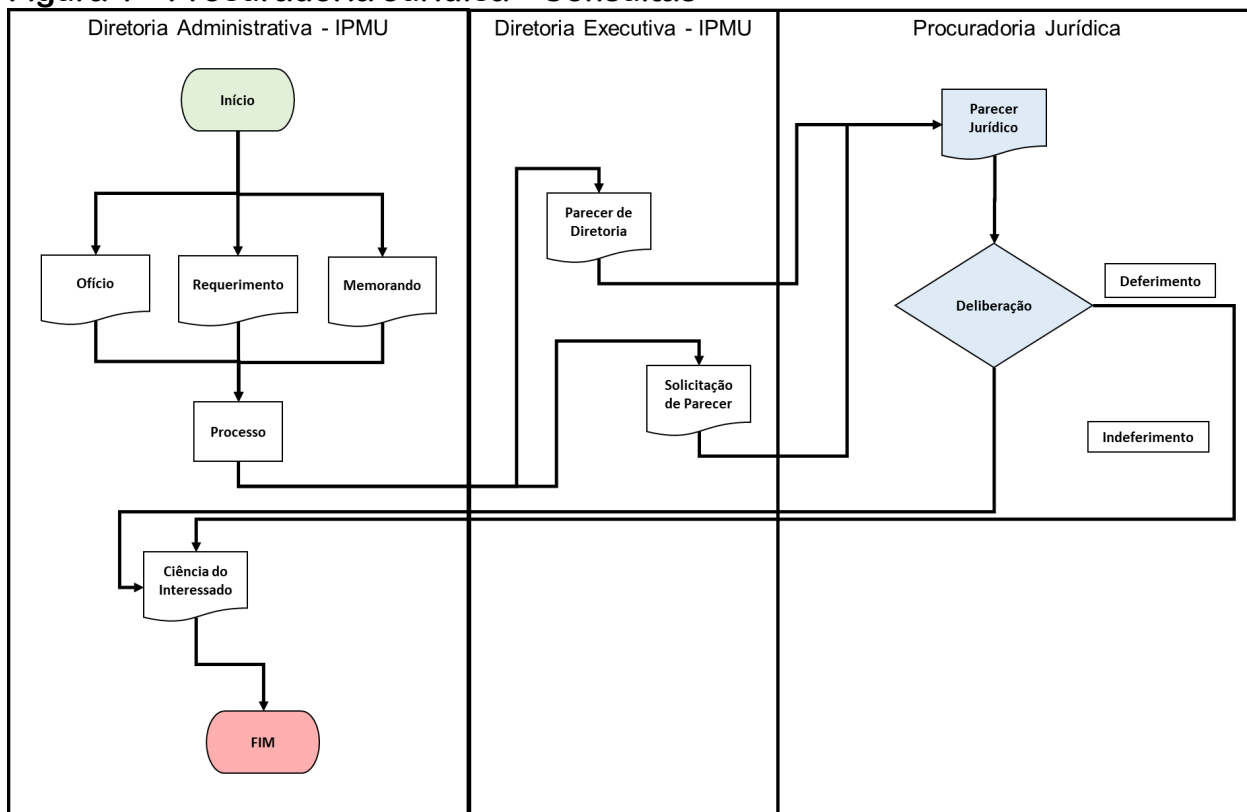 Diretoria Administrativa - IPMU
Diretoria Executiva - IPMU
Procuradoria Jurídica
Início
Ofício
Requerimento
Memorando
Processo
Ciência do
Interessado
FIM
Parecer de
Diretoria
Solicitação
de Parecer
Parecer
Jurídico
Deliberação
Deferimento
Indeferimento